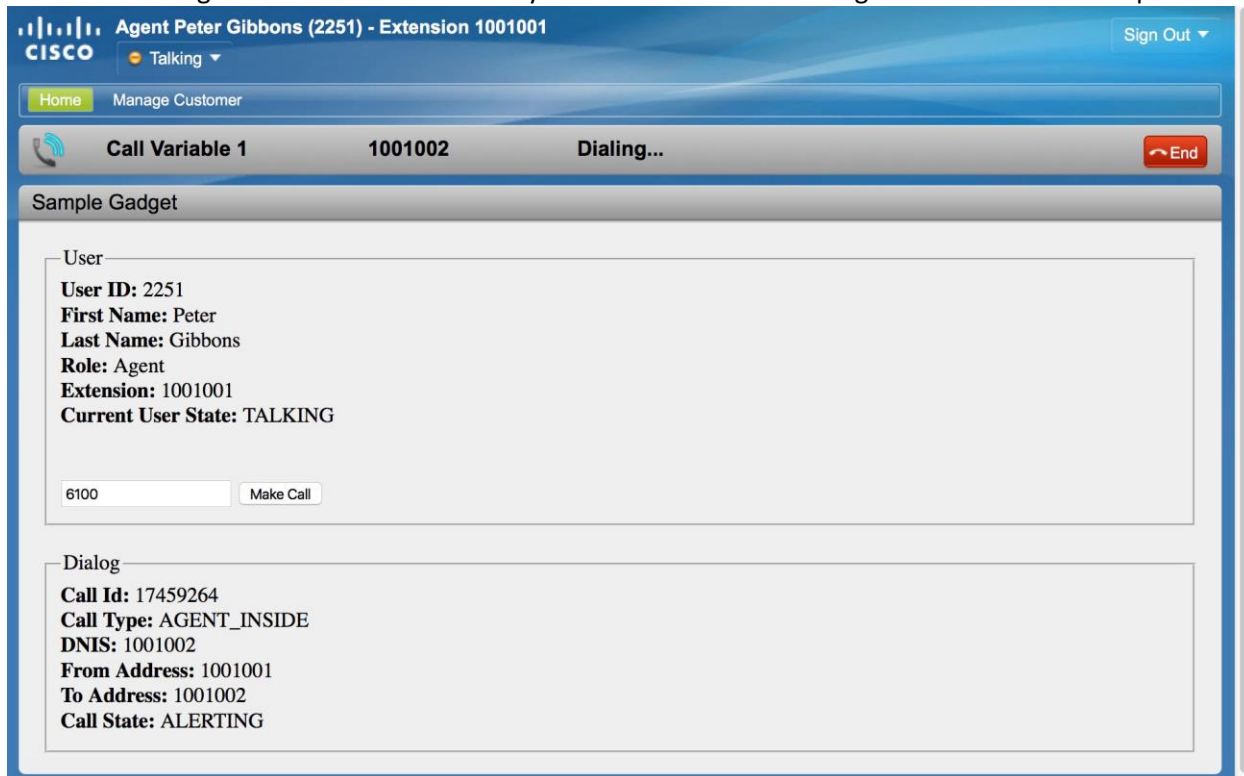 Agent Peter Gibbons (2251) - Extension 1001001
Sign Out
CISCO
Talking
Home Manage Customer
Call Variable 1 1001002 Dialing... End
Sample Gadget
User
User ID: 2251
First Name: Peter
Last Name: Gibbons
Role: Agent
Extension: 1001001
Current User State: TALKING
6100 Make Call
Dialog
Call Id: 17459264
Call Type: AGENT_INSIDE
DNIS: 1001002
From Address: 1001001
To Address: 1001002
Call State: ALERTING